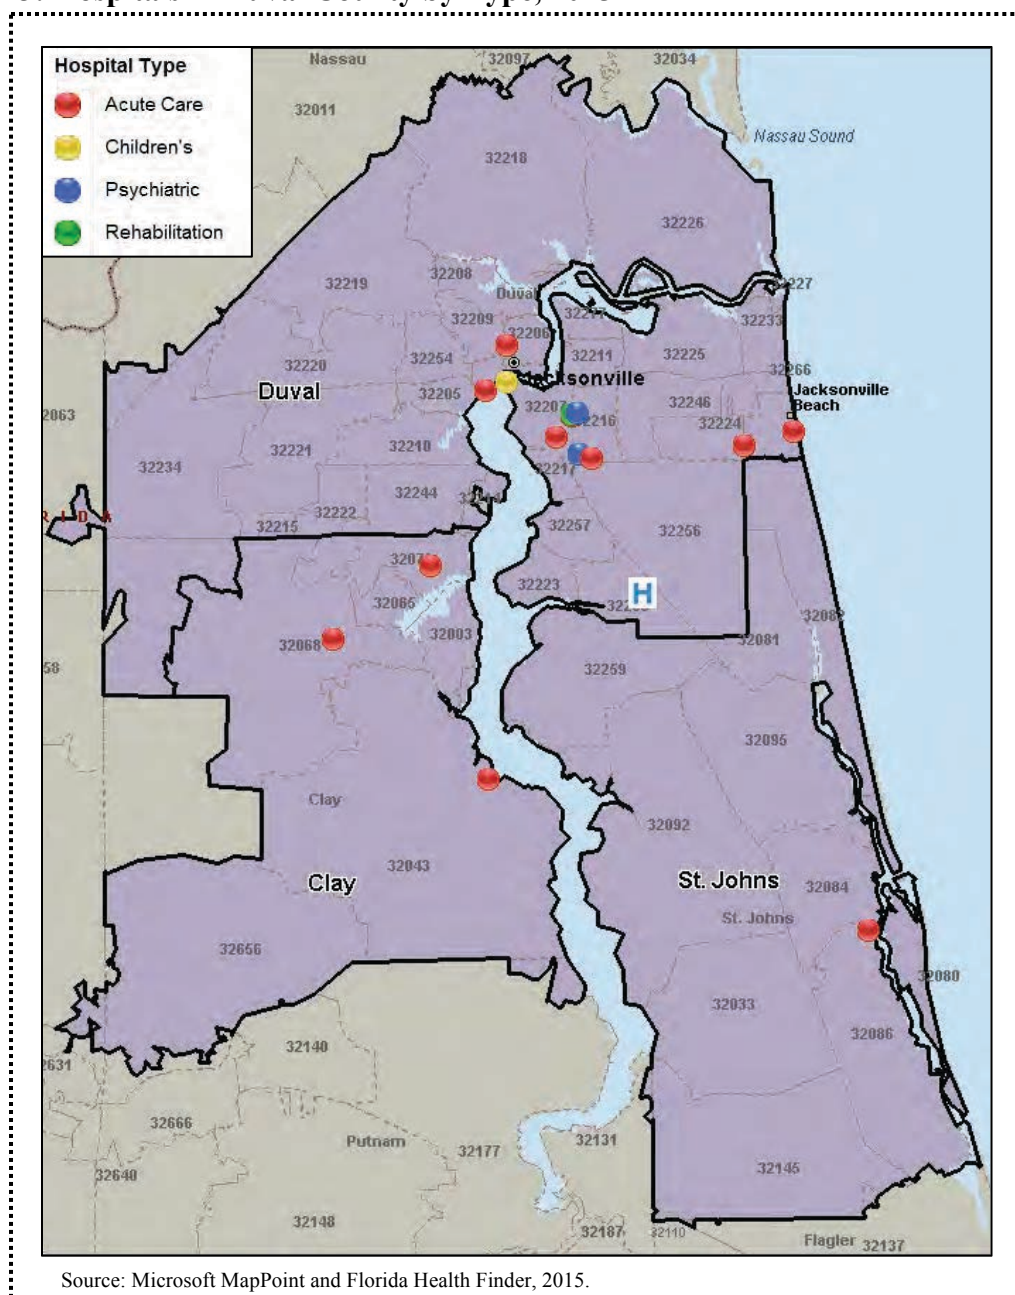 Hospital Type
Acute Care
Children's
Psychiatric
Rehabilitation
Nassau
32097
32034
32011
Nassau Sound
32218
32226
32208
32219
Duval
32209
32206
32233
32220
32254
32211
32225
32266
Jacksonville
Duval
32205
Jacksonville
Beach
32207
32246
32216
32224
32210
32221
32234
32217
32244
32222
32215
32257
32256
32223
H
32065
32003
32068
32081
32259
32095
Clay
32092
32043
Clay
St. Johns
32084
St. Johns
32656
32080
32033
32086
32140
32666
Putnam
32177
32131
32640
32145
32148
32187
32110
Flagler
32137
Source: Microsoft MapPoint and Florida Health Finder, 2015.